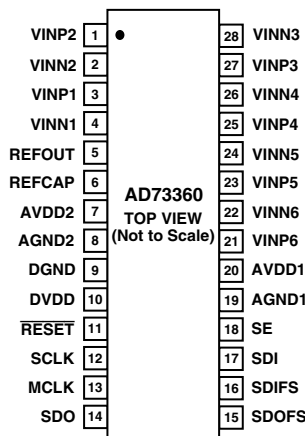 VINP2 1
VINN2 2
VINP1 3
VINN1 4
REFOUT 5
REFCAP 6
AVDD2 7
AGND2 8
DGND 9
DVDD 10
RESET 11
SCLK 12
MCLK 13
SDO 14
AD73360
TOP VIEW
(Not to Scale)
28 VINN3
27 VINP3
26 VINN4
25 VINP4
24 VINN5
23 VINP5
22 VINN6
21 VINP6
20 AVDD1
19 AGND1
18 SE
17 SDI
16 SDIFS
15 SDOFS